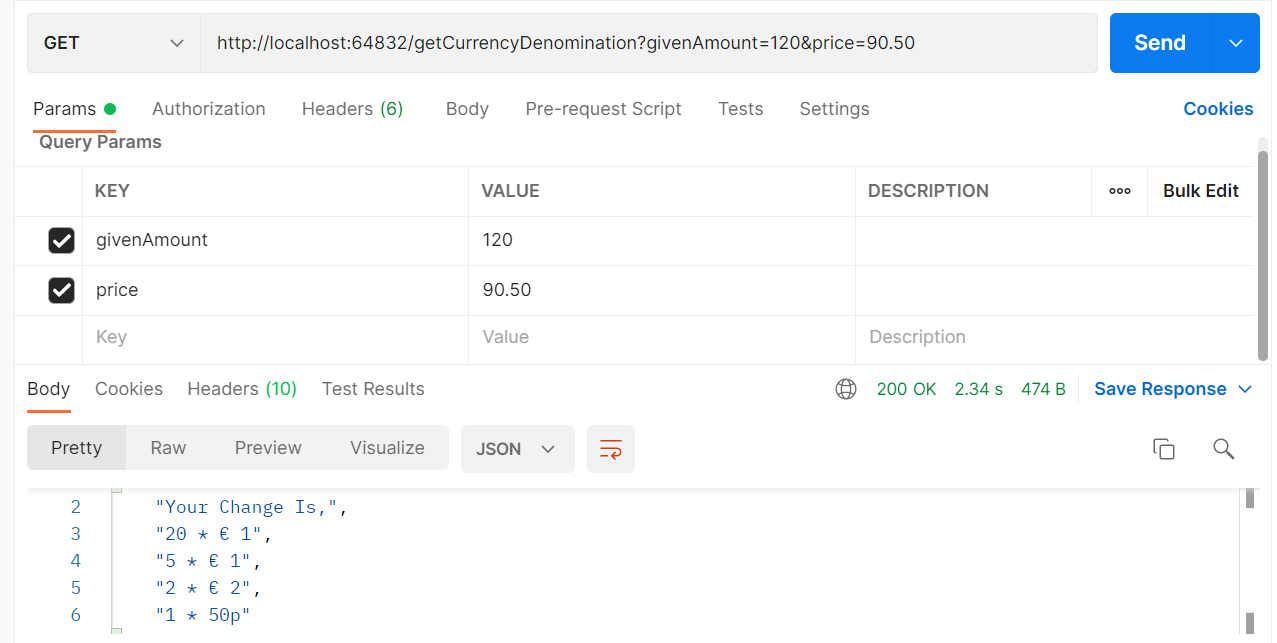 GET http://localhost:64832/getCurrencyDenomination?givenAmount=120&price=90.50 Send
Params Authorization Headers (6) Body Pre-request Script Tests Settings Cookies
Query Params
KEY VALUE DESCRIPTION ooo Bulk Edit
givenAmount 120
price 90.50
Key Value Description
Body Cookies Headers (10) Test Results 200 OK 2.34 s 474 B Save Response
Pretty Raw Preview Visualize JSON
2 "Your Change Is,",
3 "20 * € 1",
4 "5 * € 1",
5 "2 * € 2",
6 "1 * 50p"